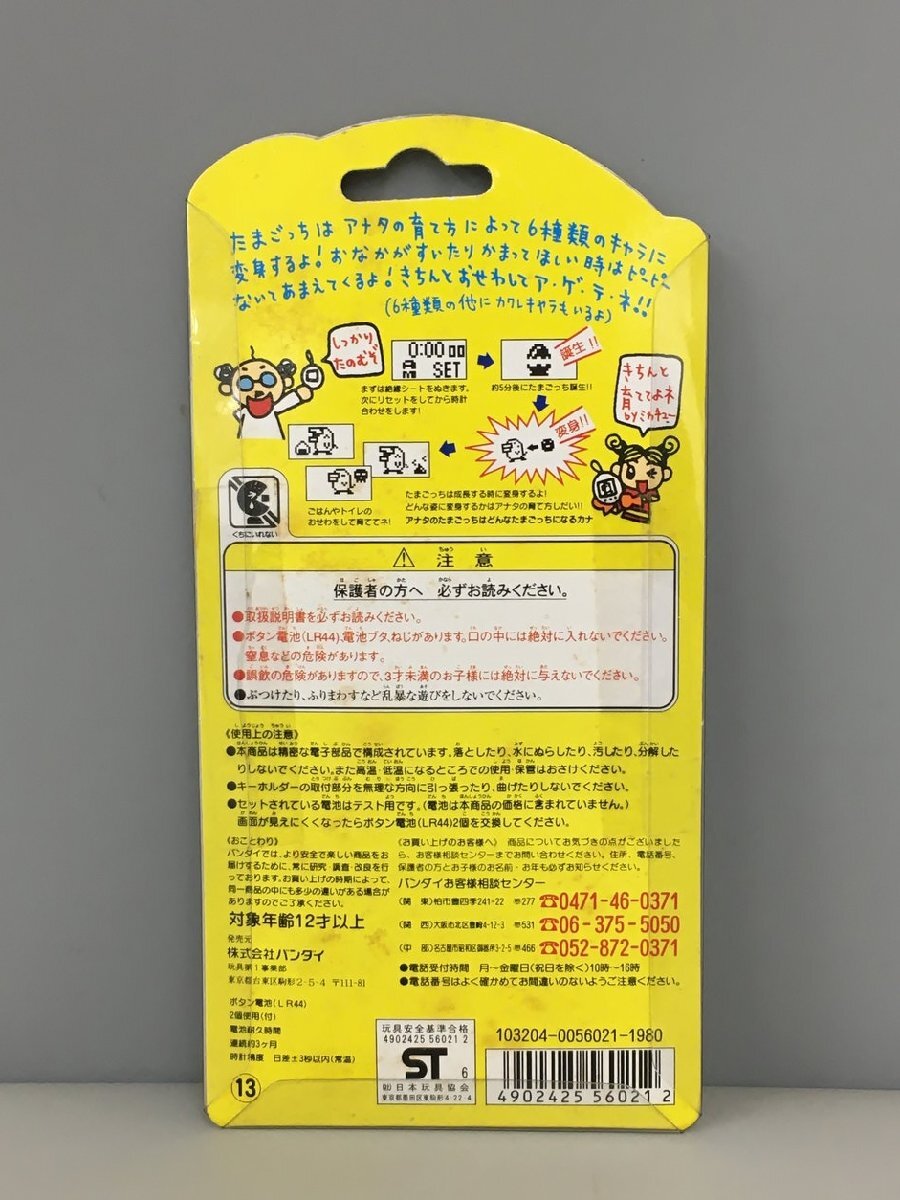 たまごっちは アナタの育て方によって6種類のキャラに
変身するよ！おなかがすいたりかまってほしい時はピーピー
ないてあまえてくるよ！きちんとおせわしてア・ゲ・テ・ネ!!
(6種類の他にカワレキャラもいるよ)
しっかり
たのむぞ
0:00 00
AM SET
まずは絶縁シートをぬきます。
次にリセットをしてから時計
合わせをします！
誕生!!
約5分後にたまごっち誕生!!
きちんと
育ててよネ
byミカチュー
変身!!
ごはんやトイレの
おせわをして育ててネ！
たまごっちは成長する時に変身するよ！
どんな姿に変身するかはアナタの育て方しだい！！
アナタのたまごっちはどんなたまごっちになるカナ
くちにいれない
注意
保護者の方へ 必ずお読みください。
●取扱説明書を必ずお読みください。
●ボタン電池(LR44)、電池ブタ、ねじがあります。口の中には絶対に入れないでください。
窒息などの危険があります。
●誤飲の危険がありますので、3才未満のお子様には絶対に与えないでください。
●ぶつけたり、ふりまわすなど乱暴な遊びをしないでください。
《使用上の注意》
●本商品は精密な電子部品で構成されています。落としたり、水にぬらしたり、汚したり、分解した
りしないでください。また高温・低温になるところでの使用・保管はおさけください。
●キーホルダーの取付部分を無理な方向に引っ張ったり、曲げたりしないでください。
●セットされている電池はテスト用です。(電池は本商品の価格に含まれていません。)
画面が見えにくくなったらボタン電池(LR44)2個を交換してください。
《おことわり》
バンダイでは、より安全で楽しい商品をお
届けするために、常に研究・調査・改良を行
っております。お買い上げの時期によって、
同一商品の中にも多少の違いがある場合が
ありますのでご了承ください。
対象年齢12才以上
発売元
株式会社バンダイ
玩具第1事業部
東京都台東区駒形2-5-4 〒111-81
ボタン電池(LR44)
2個使用(付)
電池耐久時間
連続約3ヶ月
時計精度 日差±3秒以内(常温)
13
《お買い上げのお客様へ》 商品についてお気づきの点がございまし
たら、お客様相談センターまでお問い合わせください。住所、電話番号、
保護者の方とお子様のお名前・お年も必ずお知らせください。
バンダイお客様相談センター
(関 東)柏市豊四季241-22 〒277 ☎0471-46-0371
(関 西)大阪市北区豊崎4-12-3 〒531 ☎06-375-5050
(中 部)名古屋市昭和区御器所3-2-5 〒466 ☎052-872-0371
●電話受付時間 月～金曜日(祝日を除く)10時～16時
●電話番号はよく確かめてお間違いのないようご注意ください。
玩具安全基準合格
4902425 56021 2
ST 6
(社)日本玩具協会
東京都墨田区東駒形4-22-4
103204-0056021-1980
4902425 560212